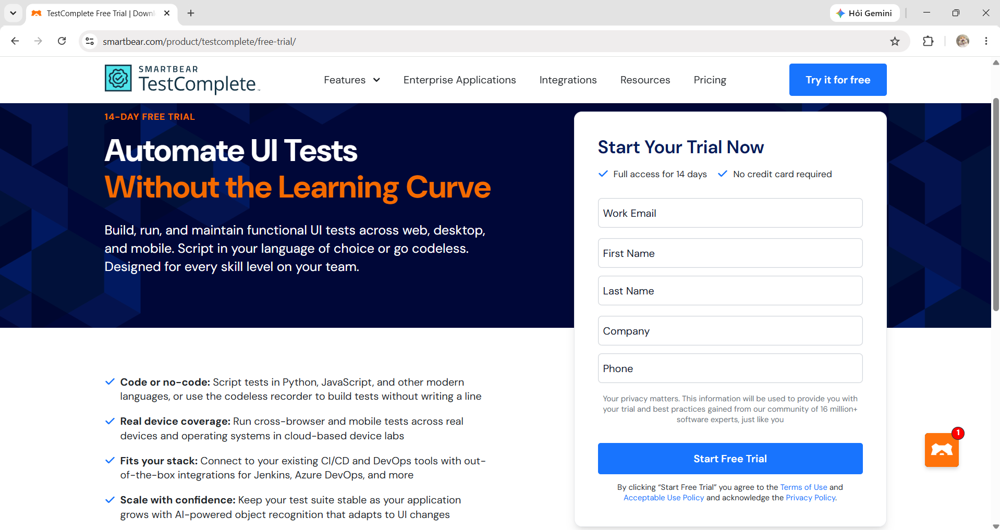 TestComplete Free Trial | Downl
Hỏi Gemini
smartbear.com/product/testcomplete/free-trial/
SMARTBEAR
TestComplete
Features
Enterprise Applications
Integrations
Resources
Pricing
Try it for free
14-DAY FREE TRIAL
Automate UI Tests
Without the Learning Curve
Build, run, and maintain functional UI tests across web, desktop,
and mobile. Script in your language of choice or go codeless.
Designed for every skill level on your team.
Code or no-code: Script tests in Python, JavaScript, and other modern
languages, or use the codeless recorder to build tests without writing a line
Real device coverage: Run cross-browser and mobile tests across real
devices and operating systems in cloud-based device labs
Fits your stack: Connect to your existing CI/CD and DevOps tools with out-
of-the-box integrations for Jenkins, Azure DevOps, and more
Scale with confidence: Keep your test suite stable as your application
grows with AI-powered object recognition that adapts to UI changes
Start Your Trial Now
Full access for 14 days
No credit card required
Work Email
First Name
Last Name
Company
Phone
Your privacy matters. This information will be used to provide you with
your trial and best practices gained from our community of 16 million+
software experts, just like you
Start Free Trial
By clicking “Start Free Trial” you agree to the Terms of Use and
Acceptable Use Policy and acknowledge the Privacy Policy.
1